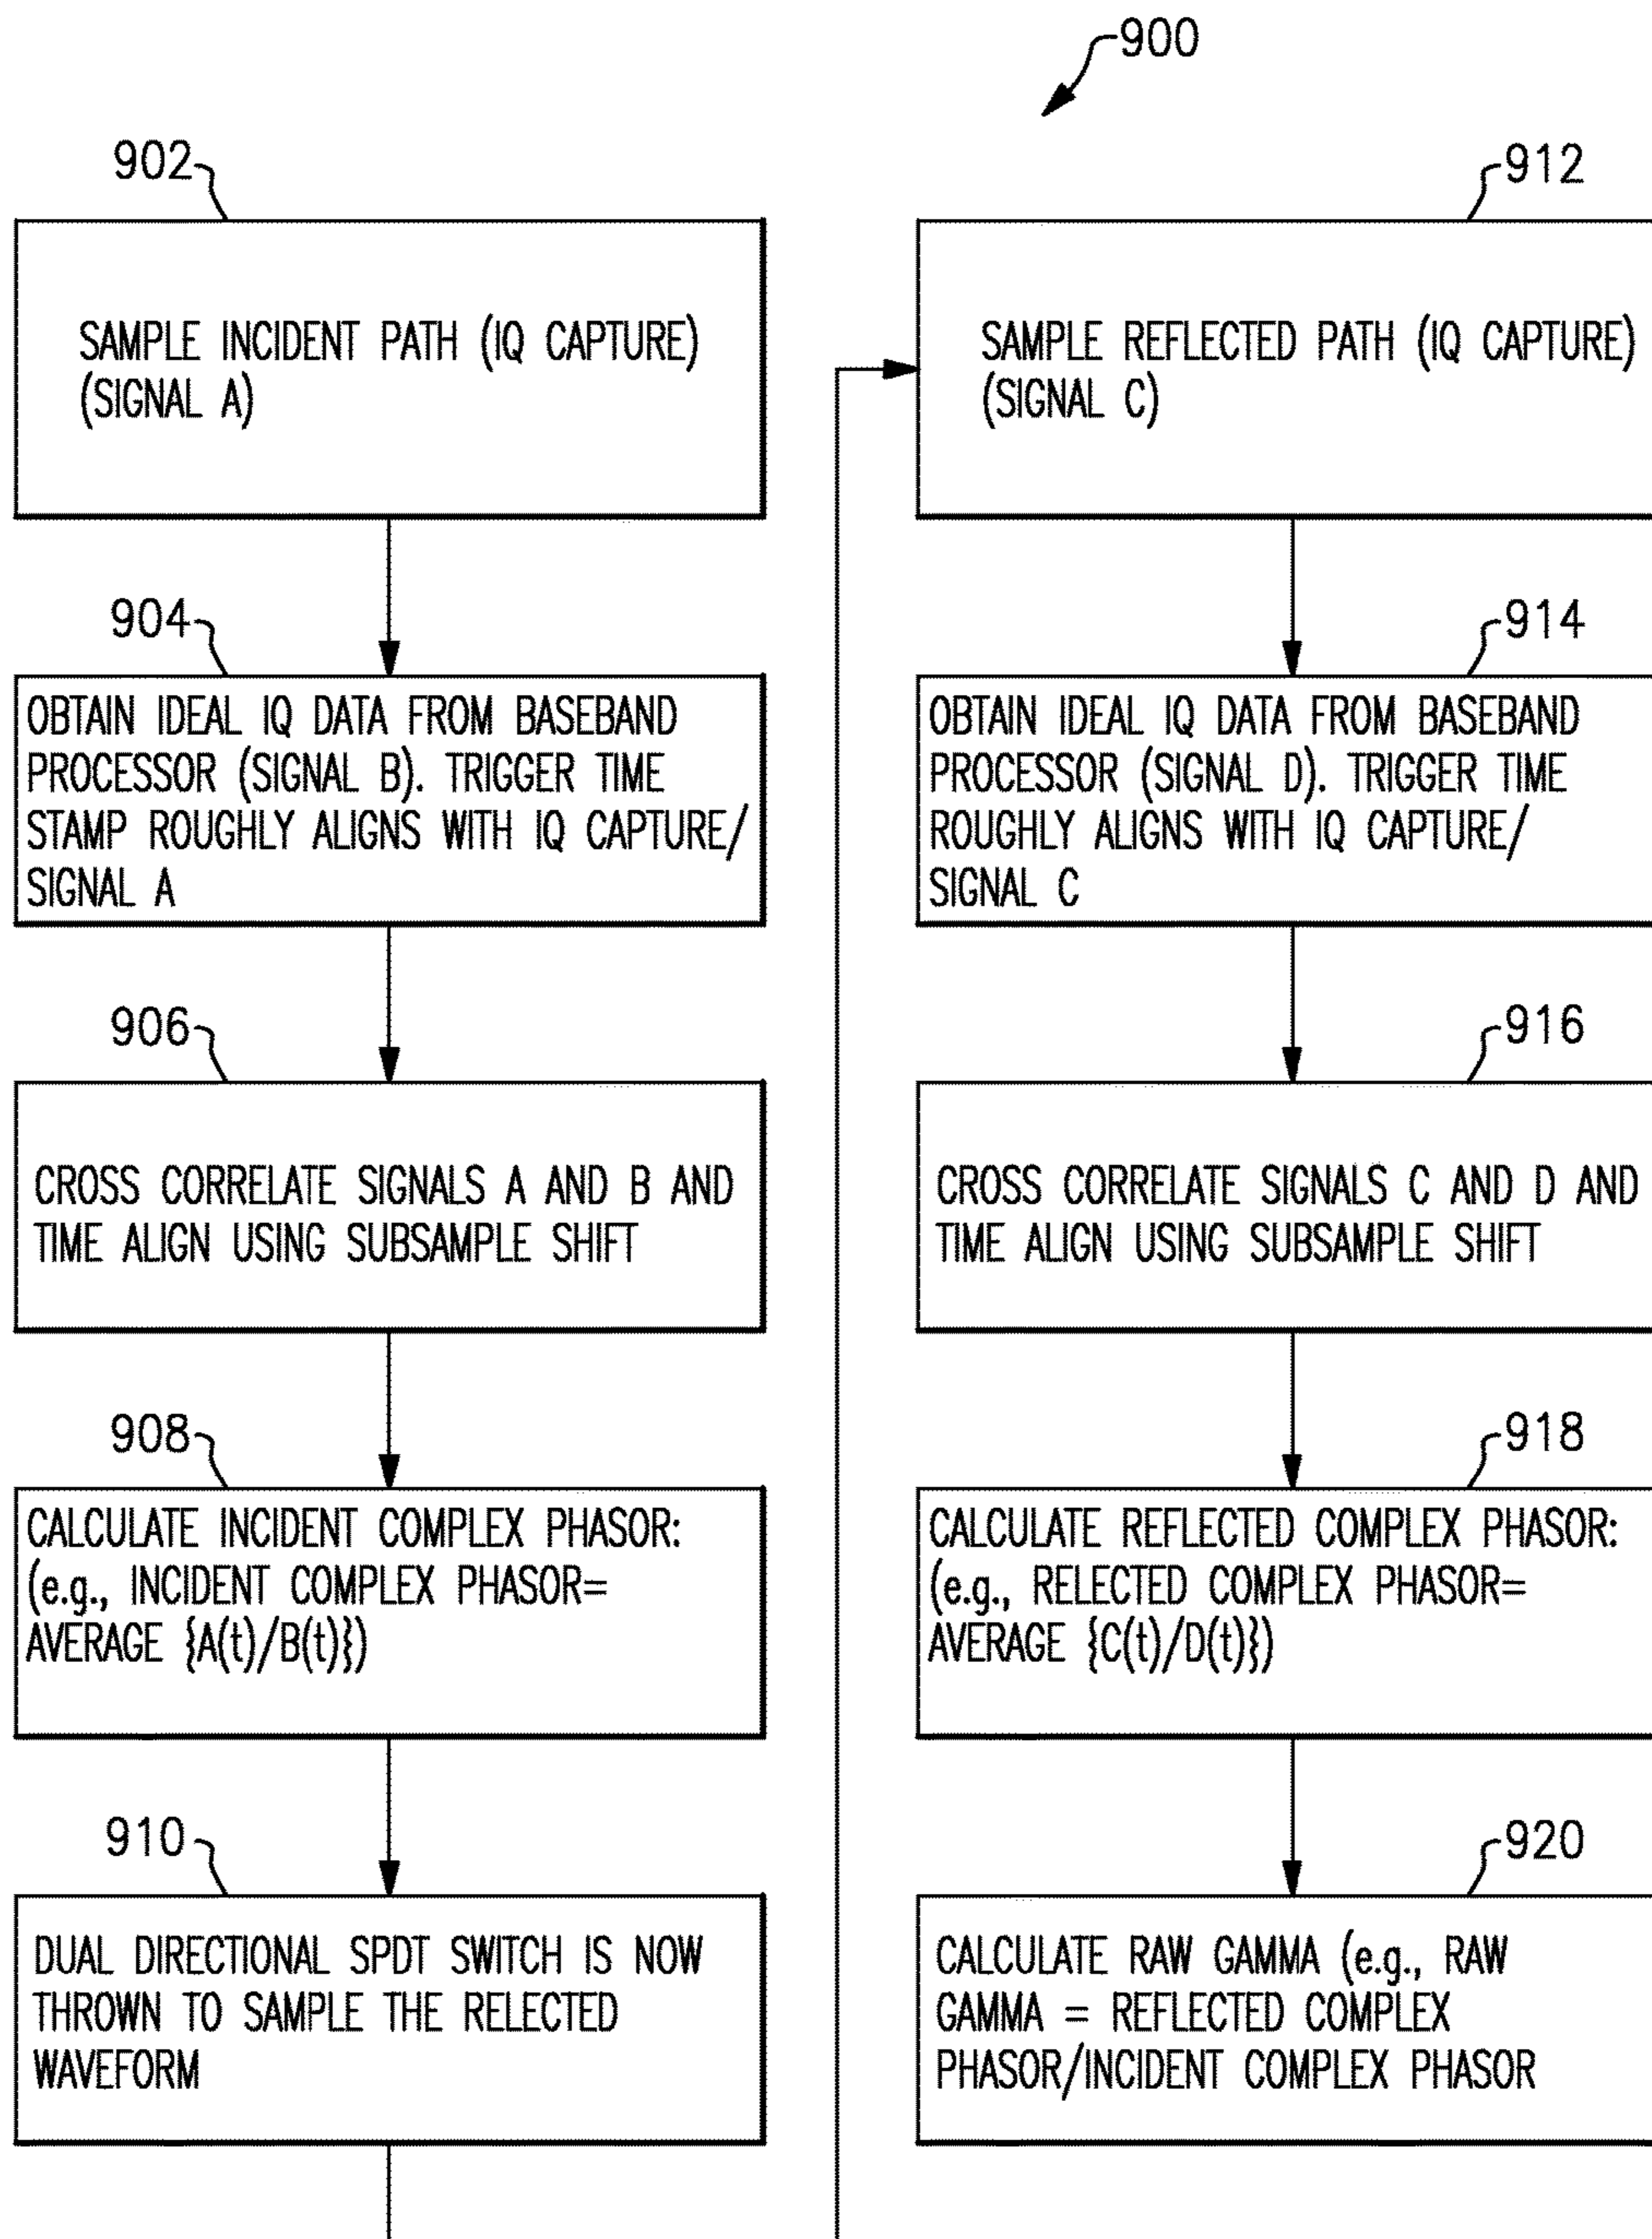 900
902
SAMPLE INCIDENT PATH (IQ CAPTURE)
(SIGNAL A)
904
OBTAIN IDEAL IQ DATA FROM BASEBAND
PROCESSOR (SIGNAL B). TRIGGER TIME
STAMP ROUGHLY ALIGNS WITH IQ CAPTURE/
SIGNAL A
906
CROSS CORRELATE SIGNALS A AND B AND
TIME ALIGN USING SUBSAMPLE SHIFT
908
CALCULATE INCIDENT COMPLEX PHASOR:
(e.g., INCIDENT COMPLEX PHASOR=
AVERAGE {A(t)/B(t)})
910
DUAL DIRECTIONAL SPDT SWITCH IS NOW
THROWN TO SAMPLE THE RELECTED
WAVEFORM
912
SAMPLE REFLECTED PATH (IQ CAPTURE)
(SIGNAL C)
914
OBTAIN IDEAL IQ DATA FROM BASEBAND
PROCESSOR (SIGNAL D). TRIGGER TIME
ROUGHLY ALIGNS WITH IQ CAPTURE/
SIGNAL C
916
CROSS CORRELATE SIGNALS C AND D AND
TIME ALIGN USING SUBSAMPLE SHIFT
918
CALCULATE REFLECTED COMPLEX PHASOR:
(e.g., RELECTED COMPLEX PHASOR=
AVERAGE {C(t)/D(t)})
920
CALCULATE RAW GAMMA (e.g., RAW
GAMMA = REFLECTED COMPLEX
PHASOR/INCIDENT COMPLEX PHASOR